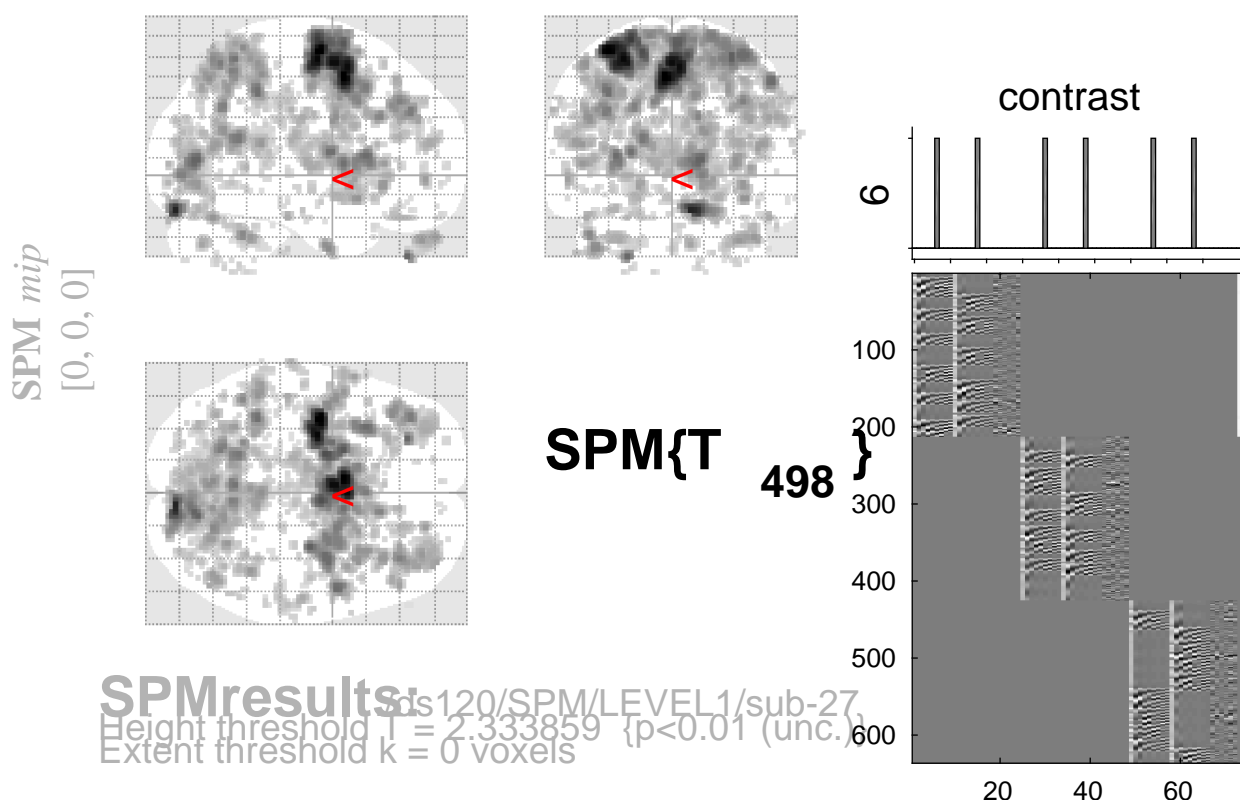 SPM mip
[0, 0, 0]
<
<
<
SPM{T 498 }
SPMresults: /ds120/SPM/LEVEL1/sub-27
Height threshold T = 2.333859 {p<0.01 (unc.)}
Extent threshold k = 0 voxels
contrast
6
100
200
300
400
500
600
20 40 60